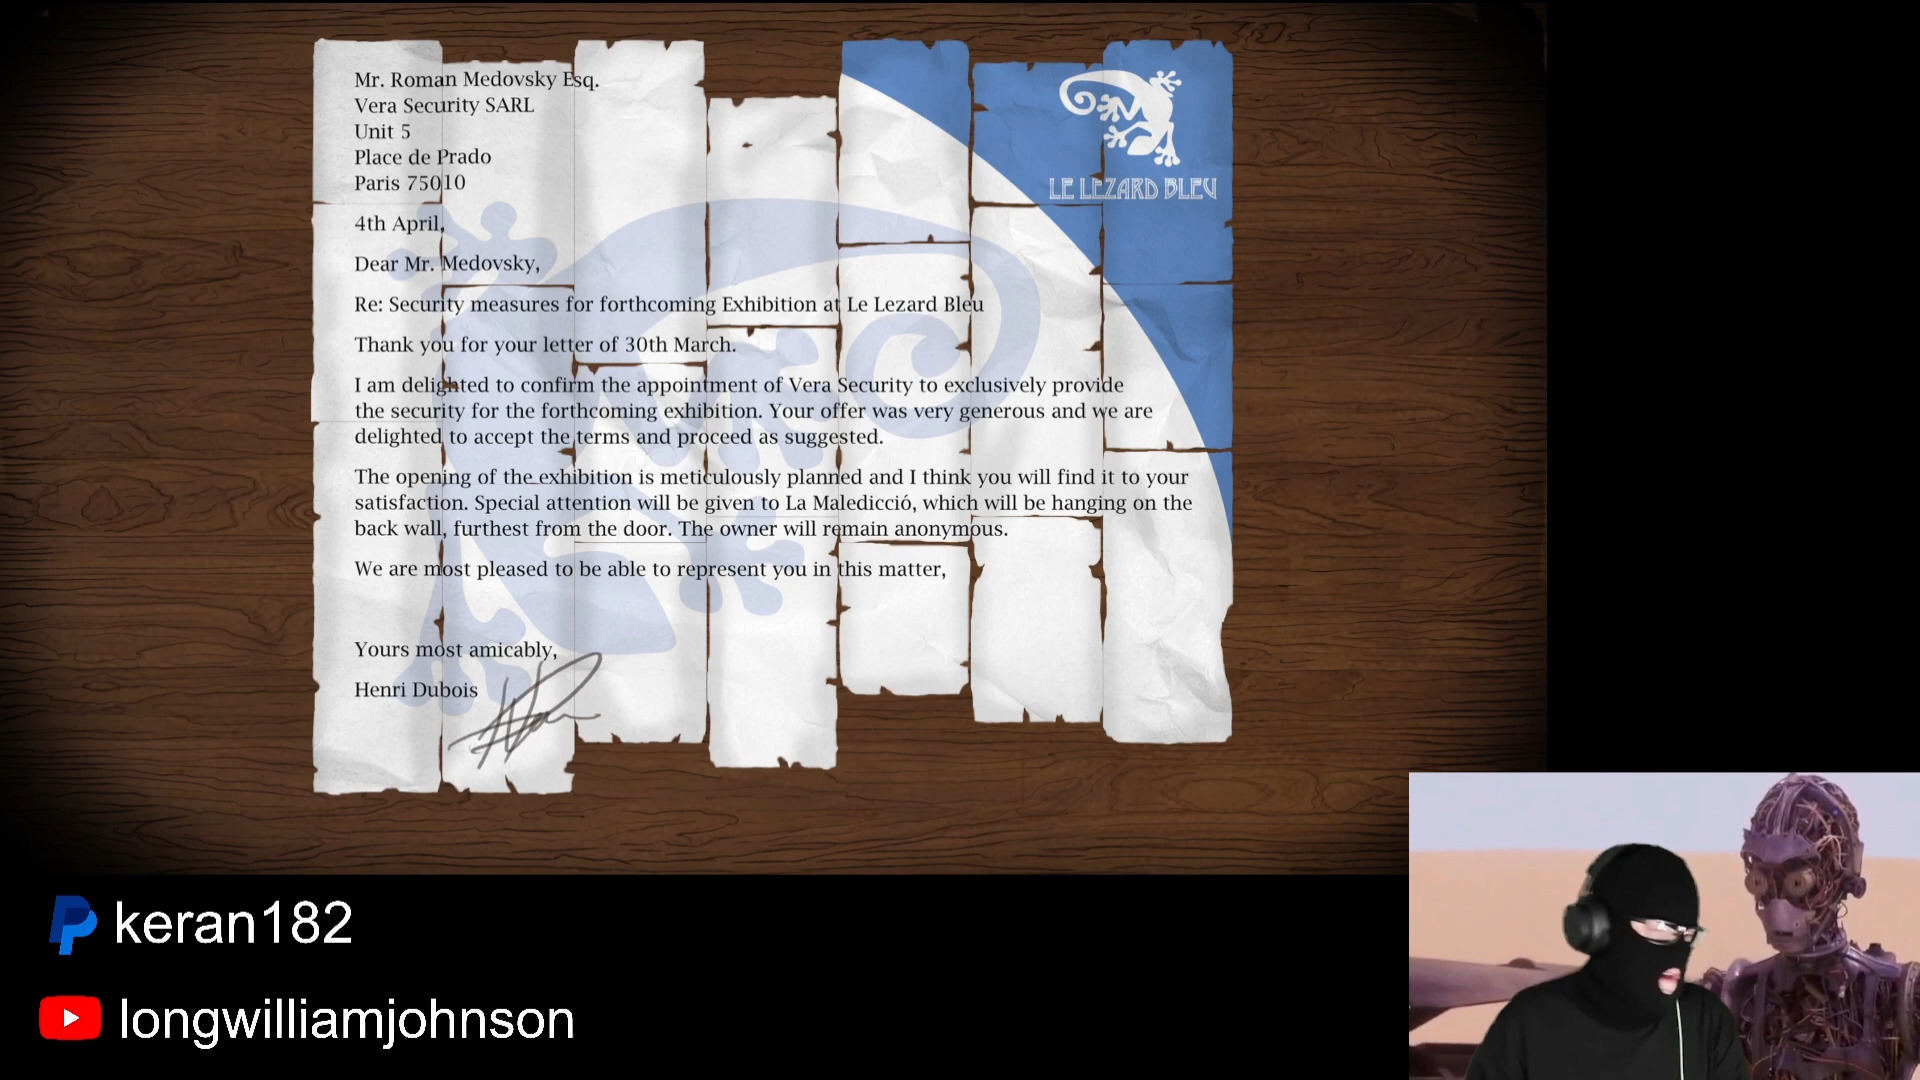 Mr. Roman Medovsky Esq.
Vera Security SARL
Unit 5
Place de Prado
Paris 75010
LE LEZARD BLEU
4th April,
Dear Mr. Medovsky,
Re: Security measures for forthcoming Exhibition at Le Lezard Bleu
Thank you for your letter of 30th March.
I am delighted to confirm the appointment of Vera Security to exclusively provide
the security for the forthcoming exhibition. Your offer was very generous and we are
delighted to accept the terms and proceed as suggested.
The opening of the exhibition is meticulously planned and I think you will find it to your
satisfaction. Special attention will be given to La Maledicció, which will be hanging on the
back wall, furthest from the door. The owner will remain anonymous.
We are most pleased to be able to represent you in this matter,
Yours most amicably,
Henri Dubois
keran182
longwilliamjohnson